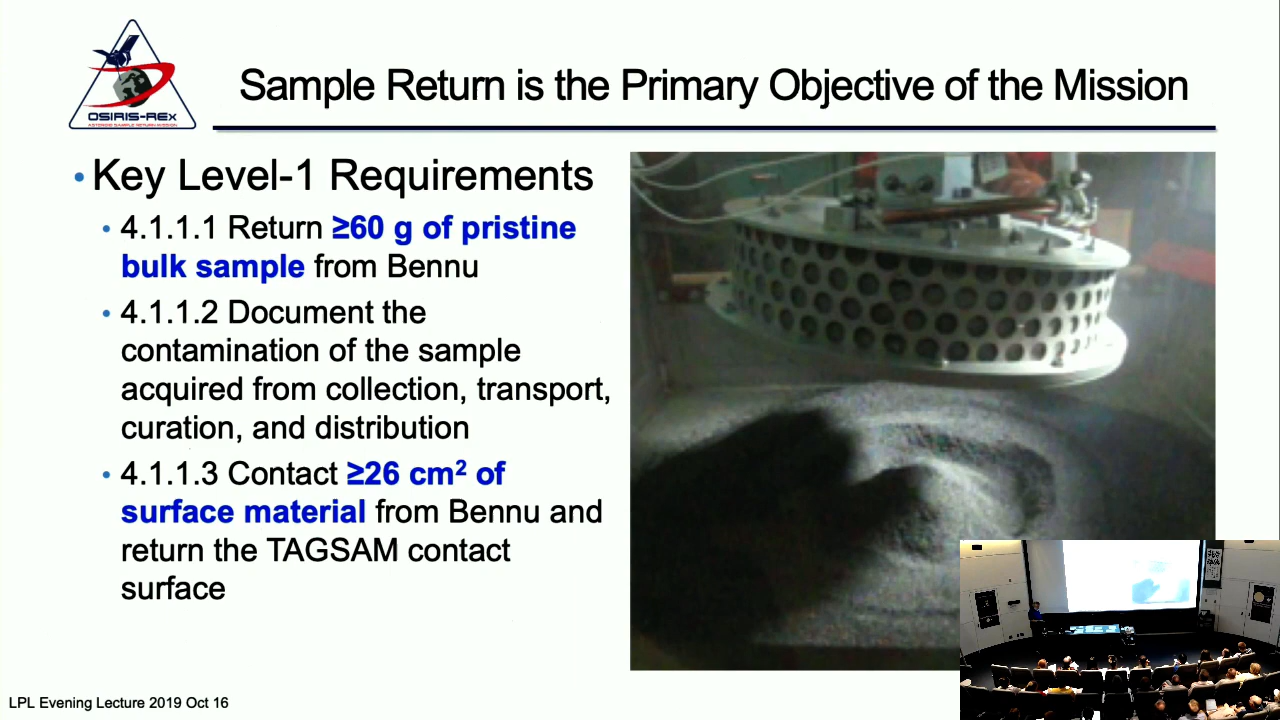 Sample Return is the Primary Objective of the Mission
OSIRIS-REx
ASTEROID SAMPLE RETURN MISSION
• Key Level-1 Requirements
• 4.1.1.1 Return ≥60 g of pristine
bulk sample from Bennu
• 4.1.1.2 Document the
contamination of the sample
acquired from collection, transport,
curation, and distribution
• 4.1.1.3 Contact ≥26 cm² of
surface material from Bennu and
return the TAGSAM contact
surface
LPL Evening Lecture 2019 Oct 16